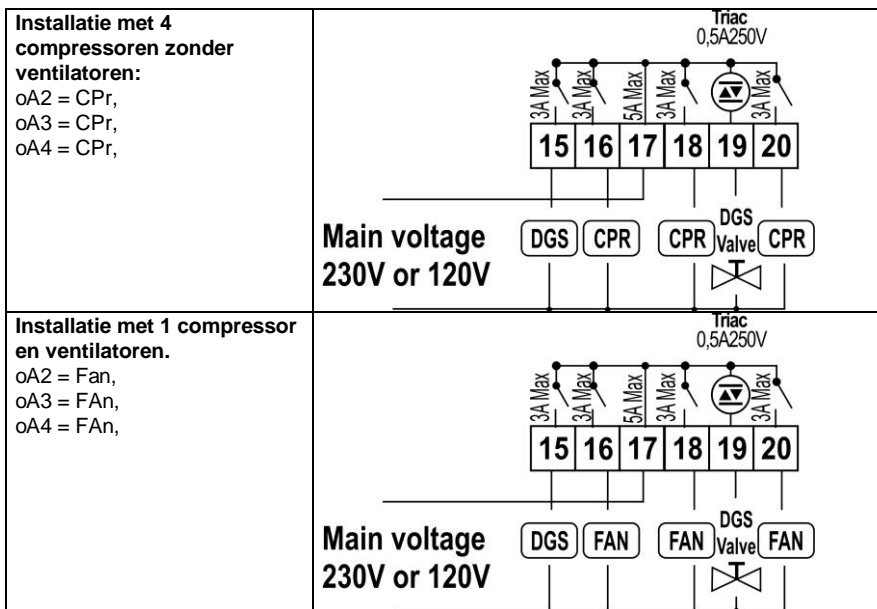 Installatie met 4
compressoren zonder
ventilatoren:
oA2 = CPr,
oA3 = CPr,
oA4 = CPr,
Triac
0,5A250V
3A Max
3A Max
5A Max
3A Max
3A Max
15 16 17 18 19 20
Main voltage
230V or 120V
DGS CPR CPR DGS
Valve CPR
Installatie met 1 compressor
en ventilatoren.
oA2 = Fan,
oA3 = FAn,
oA4 = FAn,
Triac
0,5A250V
3A Max
3A Max
5A Max
3A Max
3A Max
15 16 17 18 19 20
Main voltage
230V or 120V
DGS FAN FAN DGS
Valve FAN